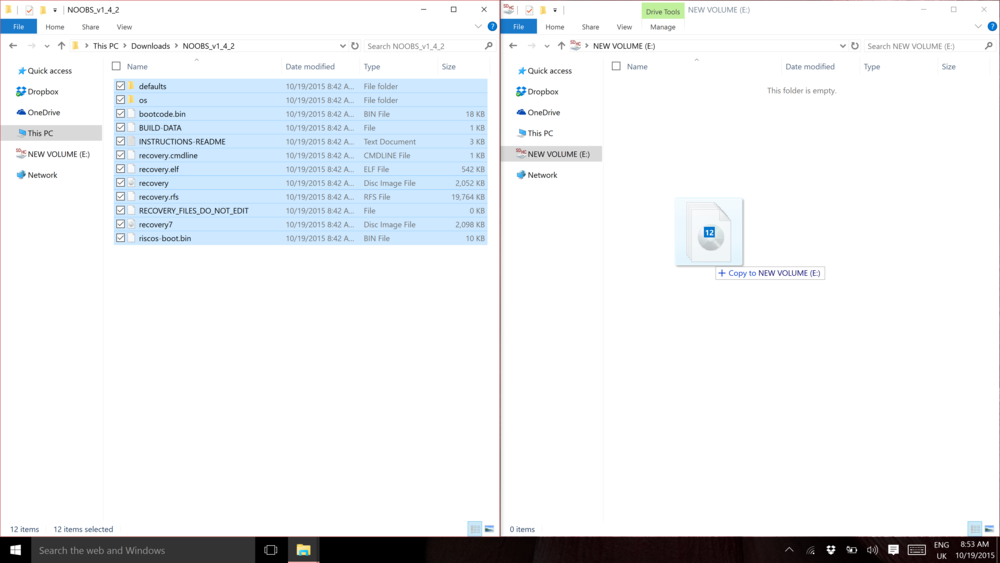 NOOBS_v1_4_2
File Home Share View
This PC Downloads NOOBS_v1_4_2 Search NOOBS_v1_4_2
Quick access
Dropbox
OneDrive
This PC
NEW VOLUME (E:)
Network
Name Date modified Type Size
defaults 10/19/2015 8:42 A... File folder
os 10/19/2015 8:42 A... File folder
bootcode.bin 10/19/2015 8:42 A... BIN File 18 KB
BUILD-DATA 10/19/2015 8:42 A... File 1 KB
INSTRUCTIONS-README 10/19/2015 8:42 A... Text Document 3 KB
recovery.cmdline 10/19/2015 8:42 A... CMDLINE File 1 KB
recovery.elf 10/19/2015 8:42 A... ELF File 542 KB
recovery 10/19/2015 8:42 A... Disc Image File 2,052 KB
recovery.rfs 10/19/2015 8:42 A... RFS File 19,764 KB
RECOVERY_FILES_DO_NOT_EDIT 10/19/2015 8:42 A... File 0 KB
recovery7 10/19/2015 8:42 A... Disc Image File 2,098 KB
riscos-boot.bin 10/19/2015 8:42 A... BIN File 10 KB
12 items 12 items selected
Drive Tools NEW VOLUME (E:)
File Home Share View Manage
NEW VOLUME (E:) Search NEW VOLUME (E:)
Quick access
Dropbox
OneDrive
This PC
NEW VOLUME (E:)
Network
Name Date modified Type Size
This folder is empty.
12
Copy to NEW VOLUME (E:)
0 items
Search the web and Windows
ENG
UK
8:53 AM
10/19/2015